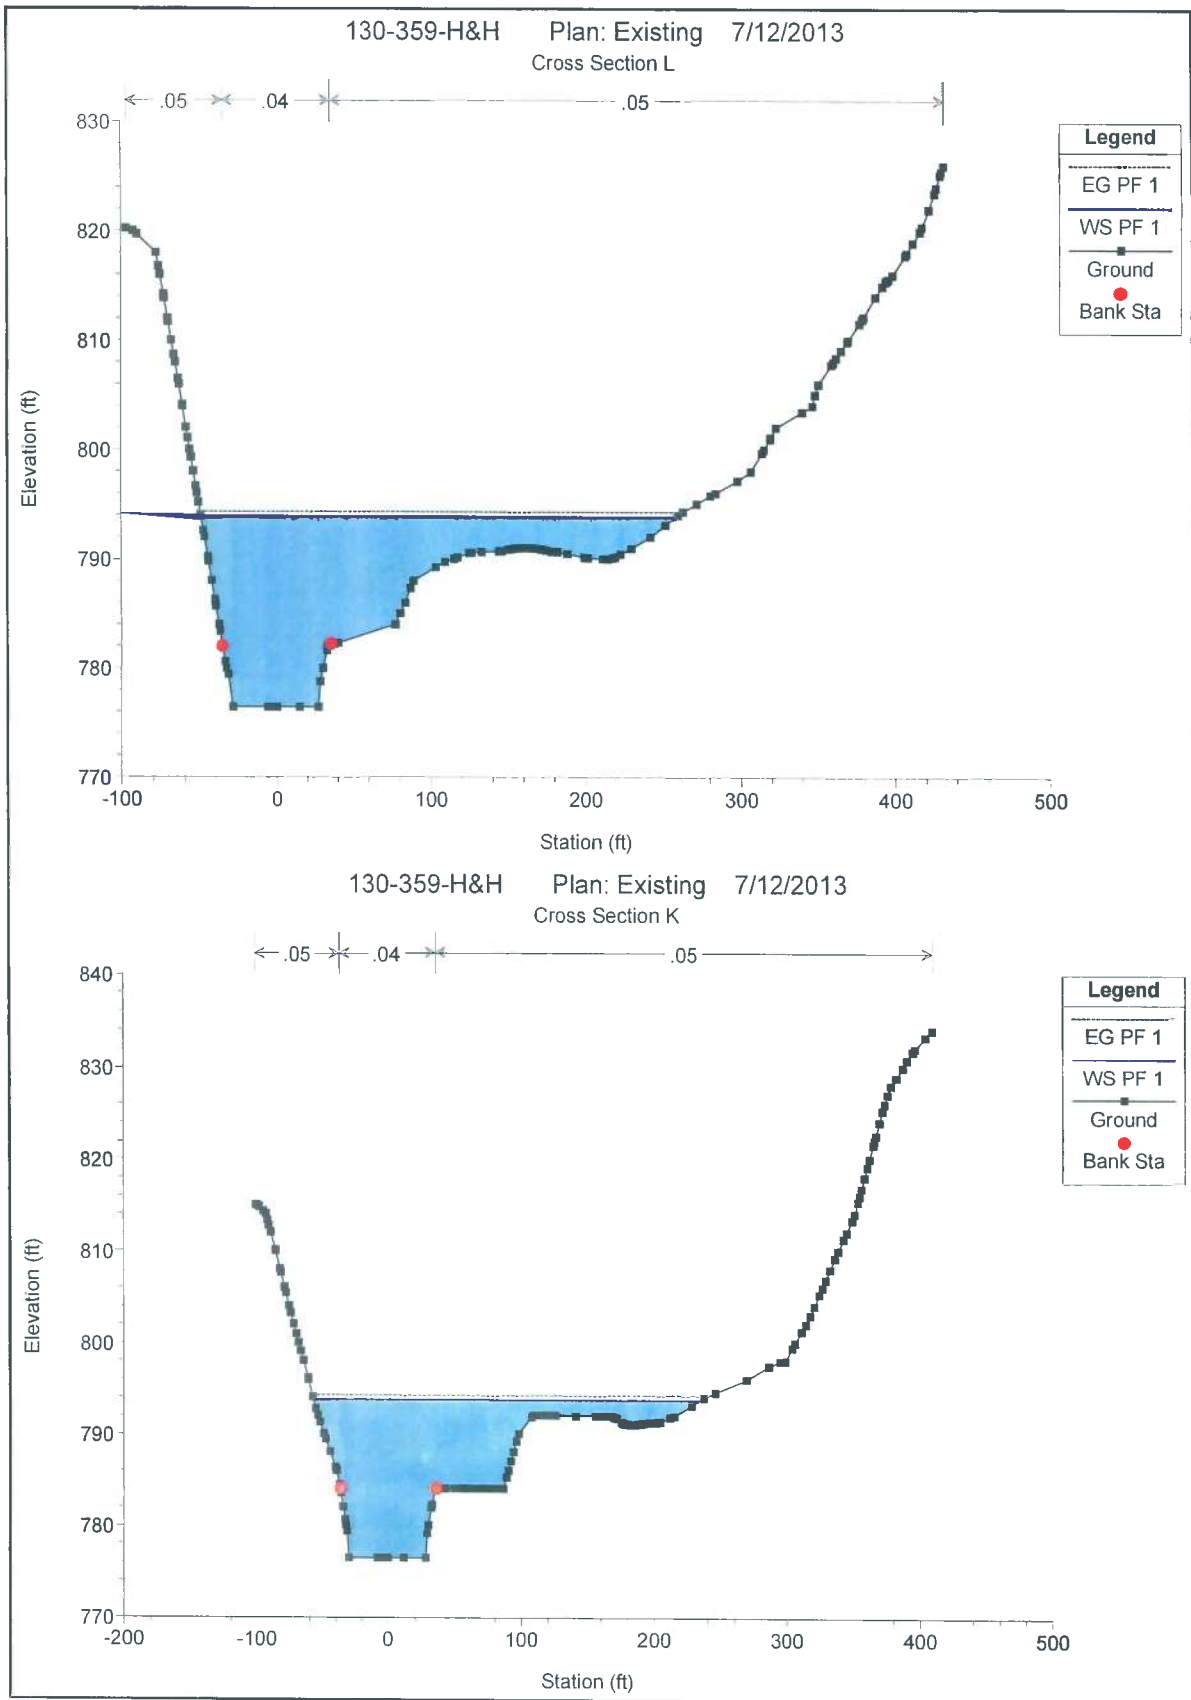 130-359-H&H Plan: Existing 7/12/2013
Cross Section L
.05 .04 .05
830
820
810
800
790
780
770
Elevation (ft)
-100 0 100 200 300 400 500
Station (ft)
Legend
EG PF 1
WS PF 1
Ground
Bank Sta
130-359-H&H Plan: Existing 7/12/2013
Cross Section K
.05 .04 .05
840
830
820
810
800
790
780
770
Elevation (ft)
-200 -100 0 100 200 300 400 500
Station (ft)
Legend
EG PF 1
WS PF 1
Ground
Bank Sta